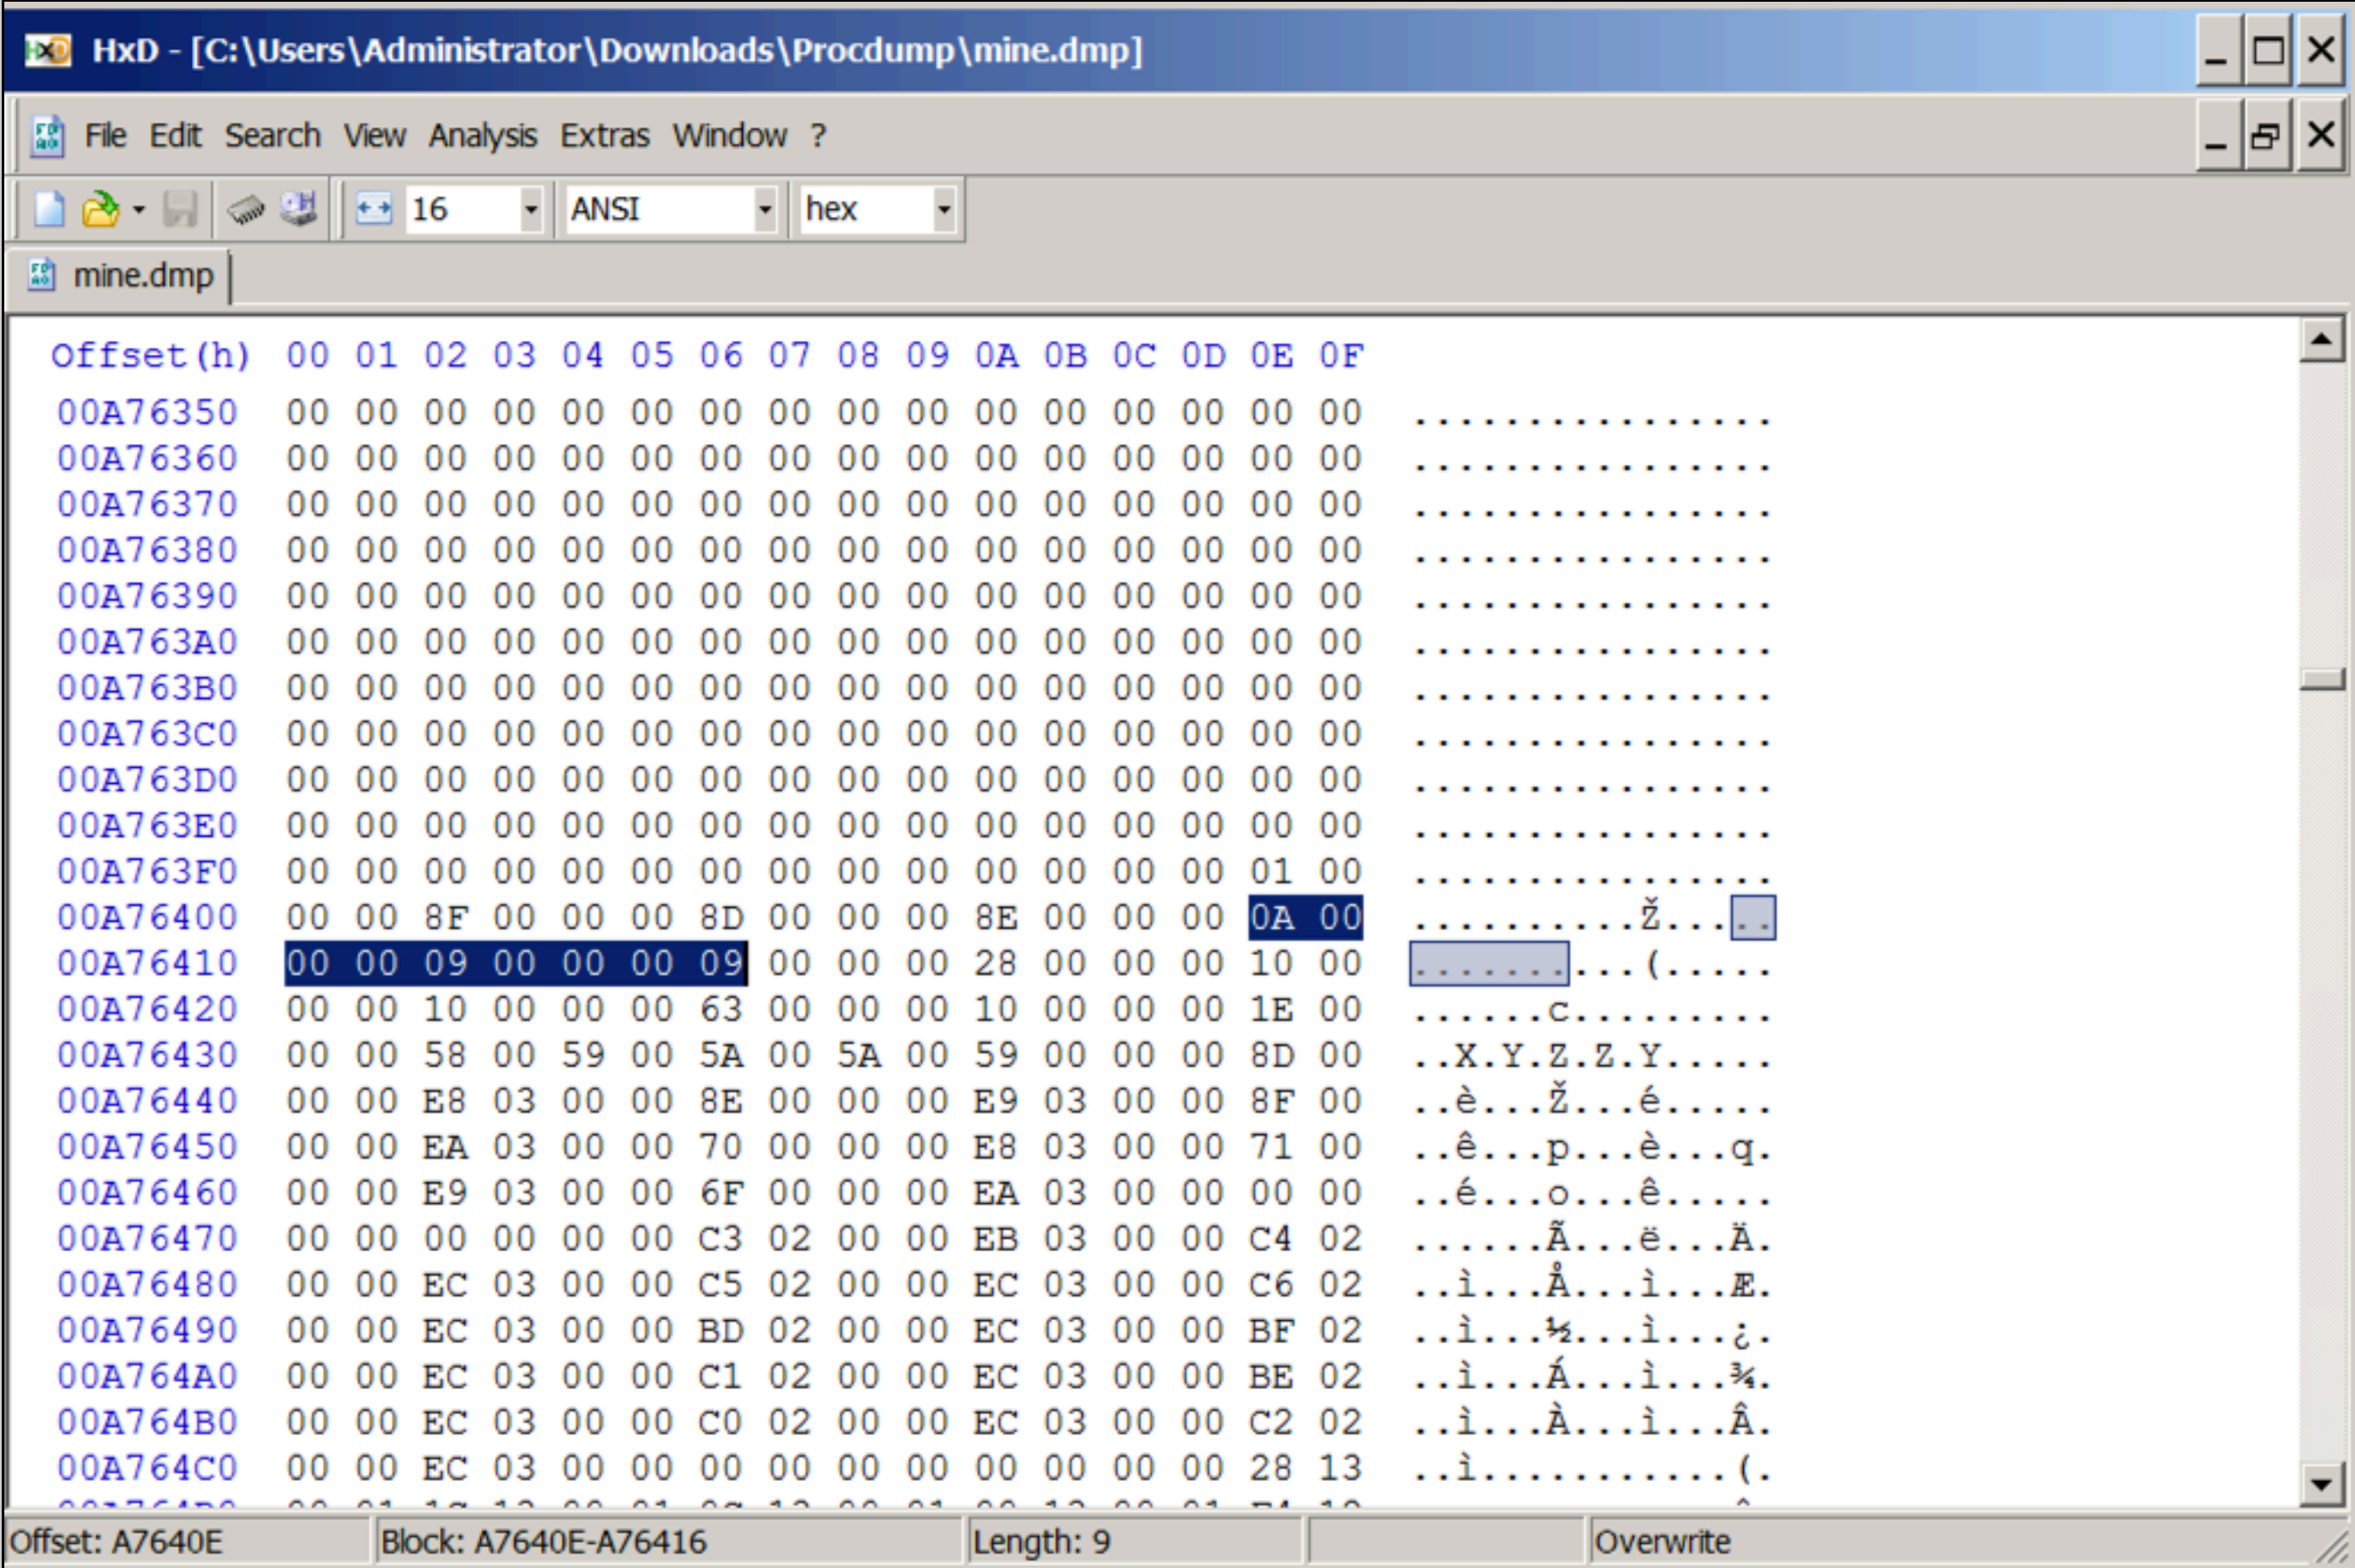 HxD - [C:\Users\Administrator\Downloads\Procdump\mine.dmp]
File Edit Search View Analysis Extras Window ?
16 ANSI hex
mine.dmp
Offset(h) 00 01 02 03 04 05 06 07 08 09 0A 0B 0C 0D 0E 0F
00A76350 00 00 00 00 00 00 00 00 00 00 00 00 00 00 00 00 ................
00A76360 00 00 00 00 00 00 00 00 00 00 00 00 00 00 00 00 ................
00A76370 00 00 00 00 00 00 00 00 00 00 00 00 00 00 00 00 ................
00A76380 00 00 00 00 00 00 00 00 00 00 00 00 00 00 00 00 ................
00A76390 00 00 00 00 00 00 00 00 00 00 00 00 00 00 00 00 ................
00A763A0 00 00 00 00 00 00 00 00 00 00 00 00 00 00 00 00 ................
00A763B0 00 00 00 00 00 00 00 00 00 00 00 00 00 00 00 00 ................
00A763C0 00 00 00 00 00 00 00 00 00 00 00 00 00 00 00 00 ................
00A763D0 00 00 00 00 00 00 00 00 00 00 00 00 00 00 00 00 ................
00A763E0 00 00 00 00 00 00 00 00 00 00 00 00 00 00 00 00 ................
00A763F0 00 00 00 00 00 00 00 00 00 00 00 00 00 00 01 00 ................
00A76400 00 00 8F 00 00 00 8D 00 00 00 8E 00 00 00 0A 00 ..........Ž.....
00A76410 00 00 09 00 00 00 09 00 00 00 28 00 00 00 10 00 ..........(.....
00A76420 00 00 10 00 00 00 63 00 00 00 10 00 00 00 1E 00 ......c.........
00A76430 00 00 58 00 59 00 5A 00 5A 00 59 00 00 00 8D 00 ..X.Y.Z.Z.Y.....
00A76440 00 00 E8 03 00 00 8E 00 00 00 E9 03 00 00 8F 00 ..è...Ž...é.....
00A76450 00 00 EA 03 00 00 70 00 00 00 E8 03 00 00 71 00 ..ê...p...è...q.
00A76460 00 00 E9 03 00 00 6F 00 00 00 EA 03 00 00 00 00 ..é...o...ê.....
00A76470 00 00 00 00 00 00 C3 02 00 00 EB 03 00 00 C4 02 ......Ã...ë...Ä.
00A76480 00 00 EC 03 00 00 C5 02 00 00 EC 03 00 00 C6 02 ..ì...Å...ì...Æ.
00A76490 00 00 EC 03 00 00 BD 02 00 00 EC 03 00 00 BF 02 ..ì...½...ì...¿.
00A764A0 00 00 EC 03 00 00 C1 02 00 00 EC 03 00 00 BE 02 ..ì...Á...ì...¾.
00A764B0 00 00 EC 03 00 00 C0 02 00 00 EC 03 00 00 C2 02 ..ì...À...ì...Â.
00A764C0 00 00 EC 03 00 00 00 00 00 00 00 00 00 00 28 13 ..ì...........(.
Offset: A7640E Block: A7640E-A76416 Length: 9 Overwrite